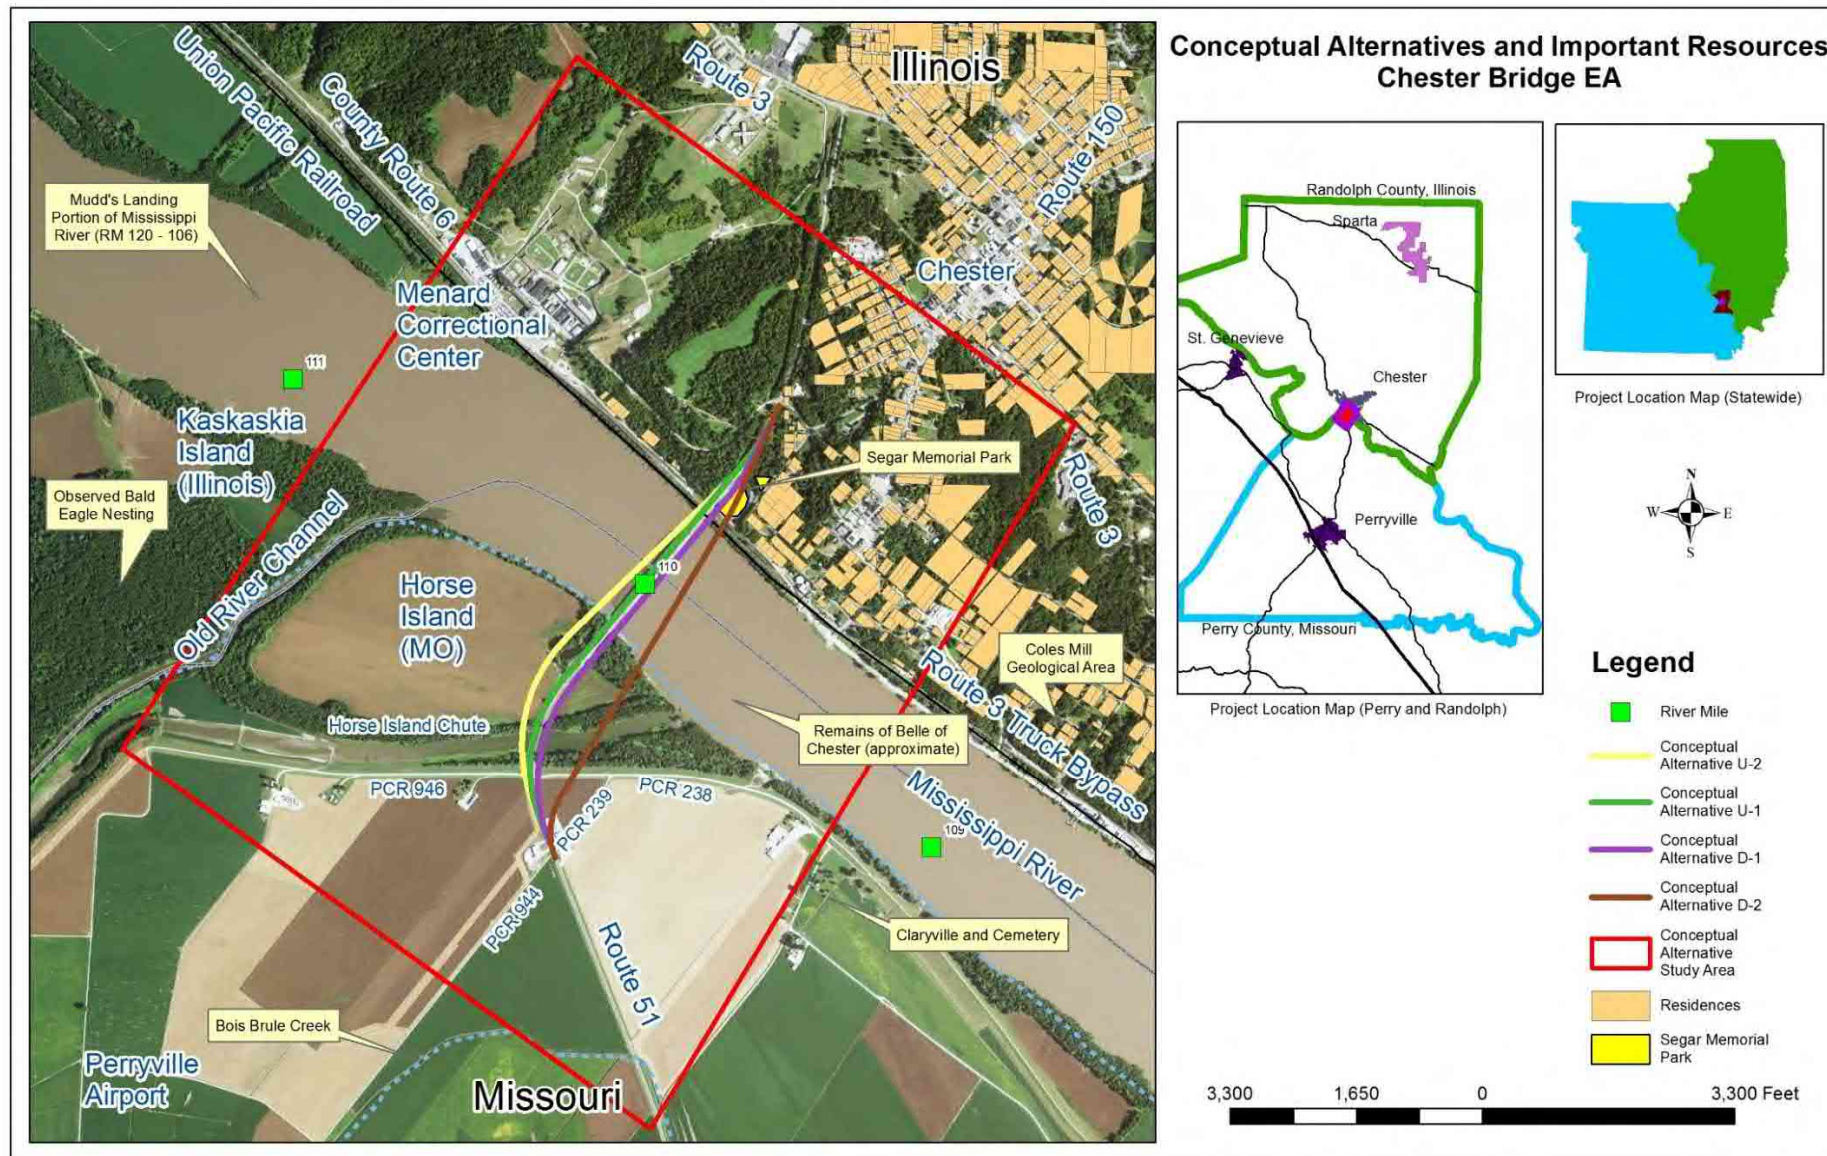 Conceptual Alternatives and Important Resources
Chester Bridge EA
Illinois
Route 3
Union Pacific Railroad
County Route 6
Route 150
Mudd's Landing
Portion of Mississippi
River (RM 120 - 106)
Chester
Menard
Correctional
Center
111
Kaskaskia
Island
(Illinois)
Segar Memorial Park
Route 3
Observed Bald
Eagle Nesting
Old River Channel
110
Horse
Island
(MO)
Coles Mill
Geological Area
Route 3 Truck Bypass
Horse Island Chute
Remains of Belle of
Chester (approximate)
PCR 946
PCR 239
PCR 238
Mississippi River
109
PCR 944
Claryville and Cemetery
Route 51
Bois Brule Creek
Perryville
Airport
Missouri
Randolph County, Illinois
Sparta
St. Genevieve
Chester
Perryville
Perry County, Missouri
Project Location Map (Perry and Randolph)
Project Location Map (Statewide)
N
W
E
S
Legend
River Mile
Conceptual
Alternative U-2
Conceptual
Alternative U-1
Conceptual
Alternative D-1
Conceptual
Alternative D-2
Conceptual
Alternative
Study Area
Residences
Segar Memorial
Park
3,300 1,650 0 3,300 Feet